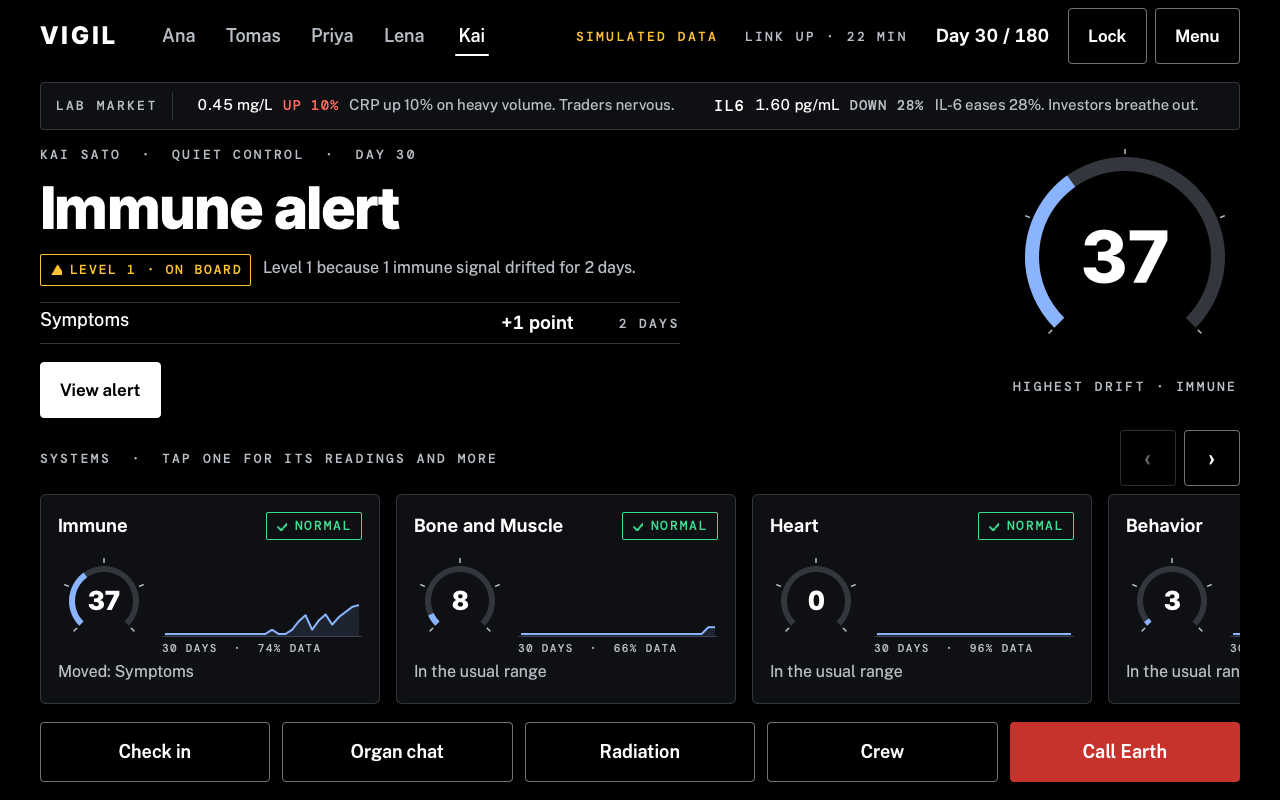 VIGIL Ana Tomas Priya Lena Kai SIMULATED DATA LINK UP · 22 MIN Day 30 / 180 Lock Menu
LAB MARKET 0.45 mg/L UP 10% CRP up 10% on heavy volume. Traders nervous. IL6 1.60 pg/mL DOWN 28% IL-6 eases 28%. Investors breathe out.
KAI SATO · QUIET CONTROL · DAY 30
Immune alert
LEVEL 1 · ON BOARD Level 1 because 1 immune signal drifted for 2 days.
Symptoms +1 point 2 DAYS
View alert
37
HIGHEST DRIFT · IMMUNE
SYSTEMS · TAP ONE FOR ITS READINGS AND MORE ‹ ›
Immune NORMAL
37
30 DAYS · 74% DATA
Moved: Symptoms
Bone and Muscle NORMAL
8
30 DAYS · 66% DATA
In the usual range
Heart NORMAL
0
30 DAYS · 96% DATA
In the usual range
Behavior
3
30
In the usual ran
Check in Organ chat Radiation Crew Call Earth